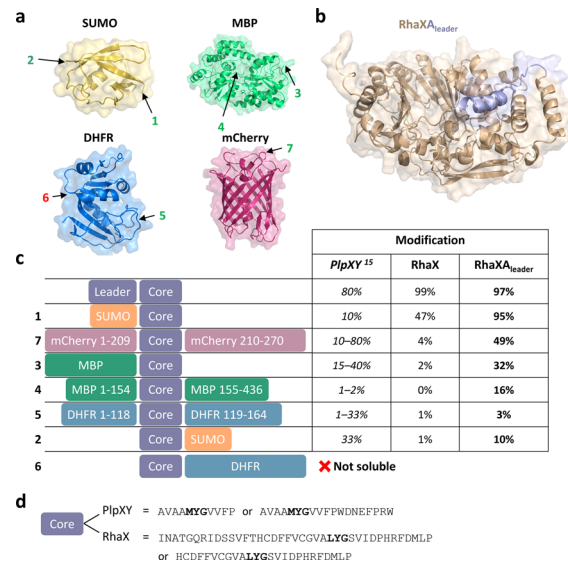 a
SUMO
MBP
2
1
3
4
DHFR
mCherry
6
5
7
b
RhaXA leader
c
Modification
PlpXY 15 RhaX RhaXA leader
Leader Core 80% 99% 97%
1 SUMO Core 10% 47% 95%
7 mCherry 1-209 Core mCherry 210-270 10–80% 4% 49%
3 MBP Core 15–40% 2% 32%
4 MBP 1-154 Core MBP 155-436 1–2% 0% 16%
5 DHFR 1-118 Core DHFR 119-164 1–33% 1% 3%
2 Core SUMO 33% 1% 10%
6 Core DHFR Not soluble
d
Core
PlpXY = AVAAMYGVVFP or AVAAMYGVVFPWDNEFPRW
RhaX = INATGQRIDSSVFTHCDFFVCGVALYGSVIDPHRFDMLP
or HCDFFVCGVALYGSVIDPHRFDMLP